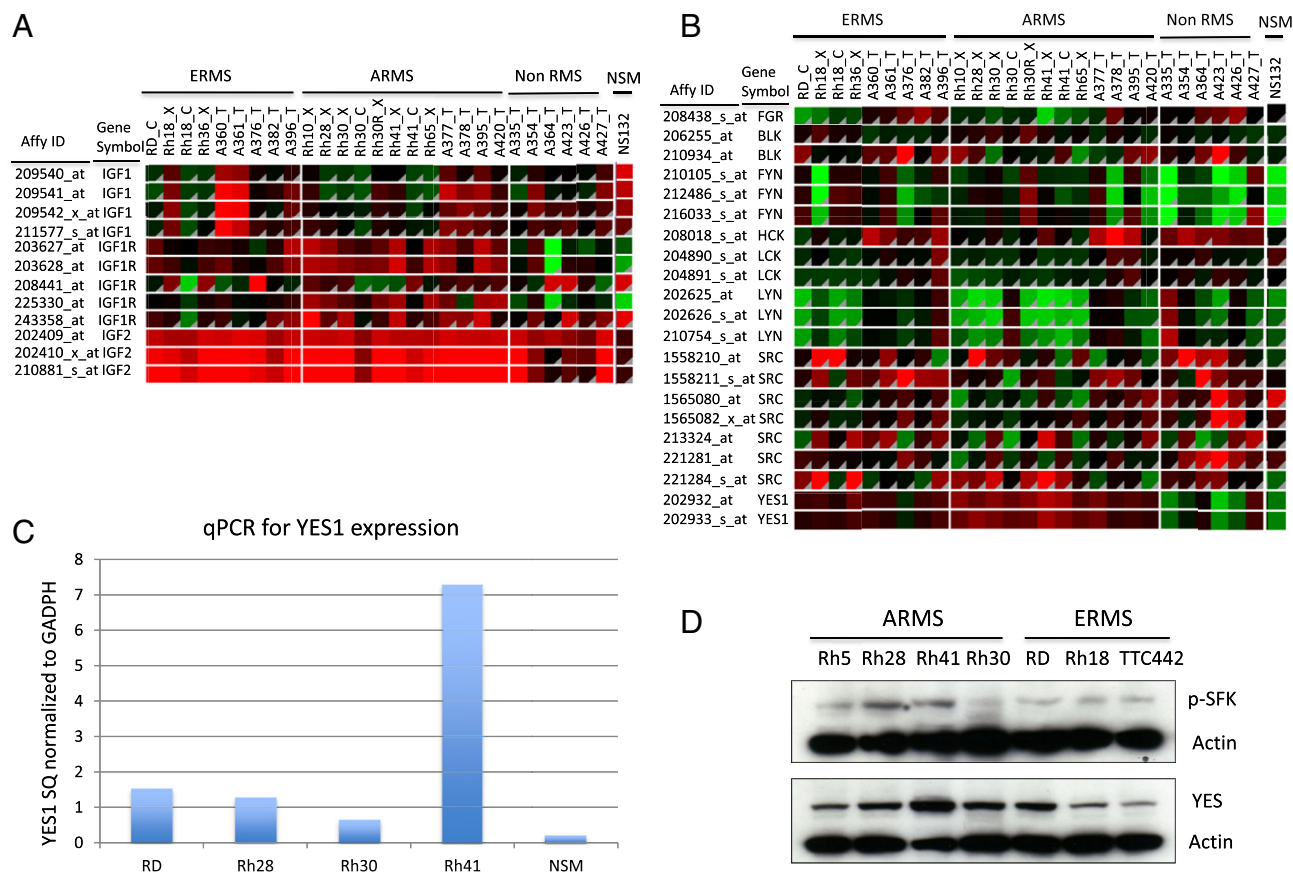 A
ERMS
ARMS
Non RMS
NSM
Affy ID
Gene Symbol
RD_C
Rh18_X
Rh18_C
Rh36_X
A360_T
A361_T
A376_T
A382_T
A396_T
Rh10_X
Rh28_X
Rh30_X
Rh30_C
Rh30R_X
Rh41_X
Rh41_C
Rh65_X
A377_T
A378_T
A395_T
A420_T
A335_T
A354_T
A364_T
A423_T
A426_T
A427_T
NS132
209540_at IGF1
209541_at IGF1
209542_x_at IGF1
211577_s_at IGF1
203627_at IGF1R
203628_at IGF1R
208441_at IGF1R
225330_at IGF1R
243358_at IGF1R
202409_at IGF2
202410_x_at IGF2
210881_s_at IGF2
B
ERMS
ARMS
Non RMS
NSM
Affy ID
Gene Symbol
RD_C
Rh18_X
Rh18_C
Rh36_X
A360_T
A361_T
A376_T
A382_T
A396_T
Rh10_X
Rh28_X
Rh30_X
Rh30_C
Rh30R_X
Rh41_X
Rh41_C
Rh65_X
A377_T
A378_T
A395_T
A420_T
A335_T
A354_T
A364_T
A423_T
A426_T
A427_T
NS132
208438_s_at FGR
206255_at BLK
210934_at BLK
210105_s_at FYN
212486_s_at FYN
216033_s_at FYN
208018_s_at HCK
204890_s_at LCK
204891_s_at LCK
202625_at LYN
202626_s_at LYN
210754_s_at LYN
1558210_at SRC
1558211_s_at SRC
1565080_at SRC
1565082_x_at SRC
213324_at SRC
221281_at SRC
221284_s_at SRC
202932_at YES1
202933_s_at YES1
C
qPCR for YES1 expression
YES1 SQ normalized to GADPH
8
7
6
5
4
3
2
1
0
RD
Rh28
Rh30
Rh41
NSM
D
ARMS
ERMS
Rh5 Rh28 Rh41 Rh30 RD Rh18 TTC442
p-SFK
Actin
YES
Actin